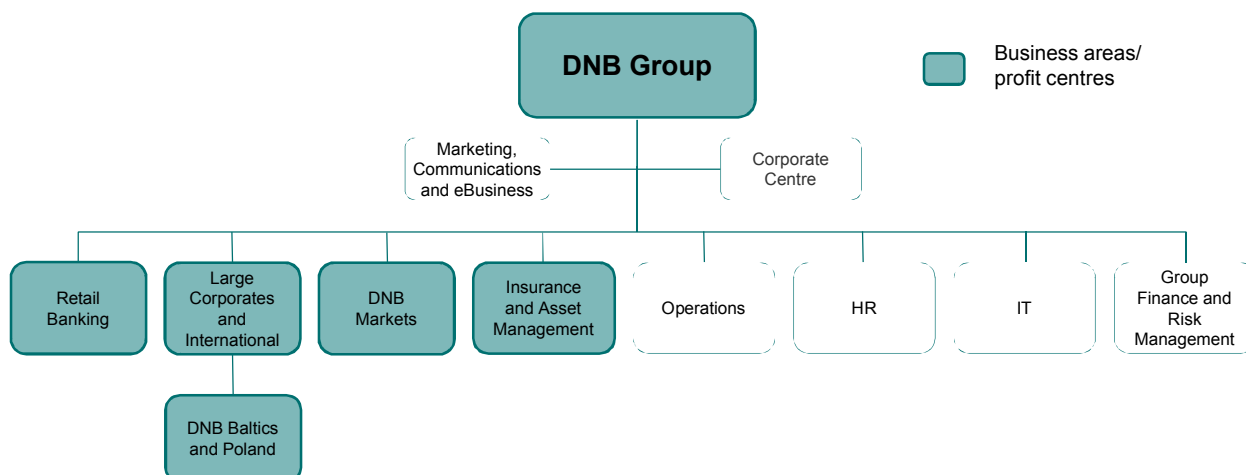 DNB Group
Business areas/
profit centres
Marketing,
Communications
and eBusiness
Corporate
Centre
Retail
Banking
Large
Corporates
and
International
DNB
Markets
Insurance
and Asset
Management
Operations
HR
IT
Group
Finance and
Risk
Management
DNB Baltics
and Poland